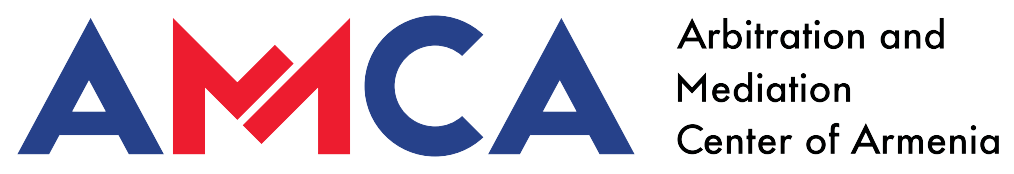 AMCA
Arbitration and
Mediation
Center of Armenia